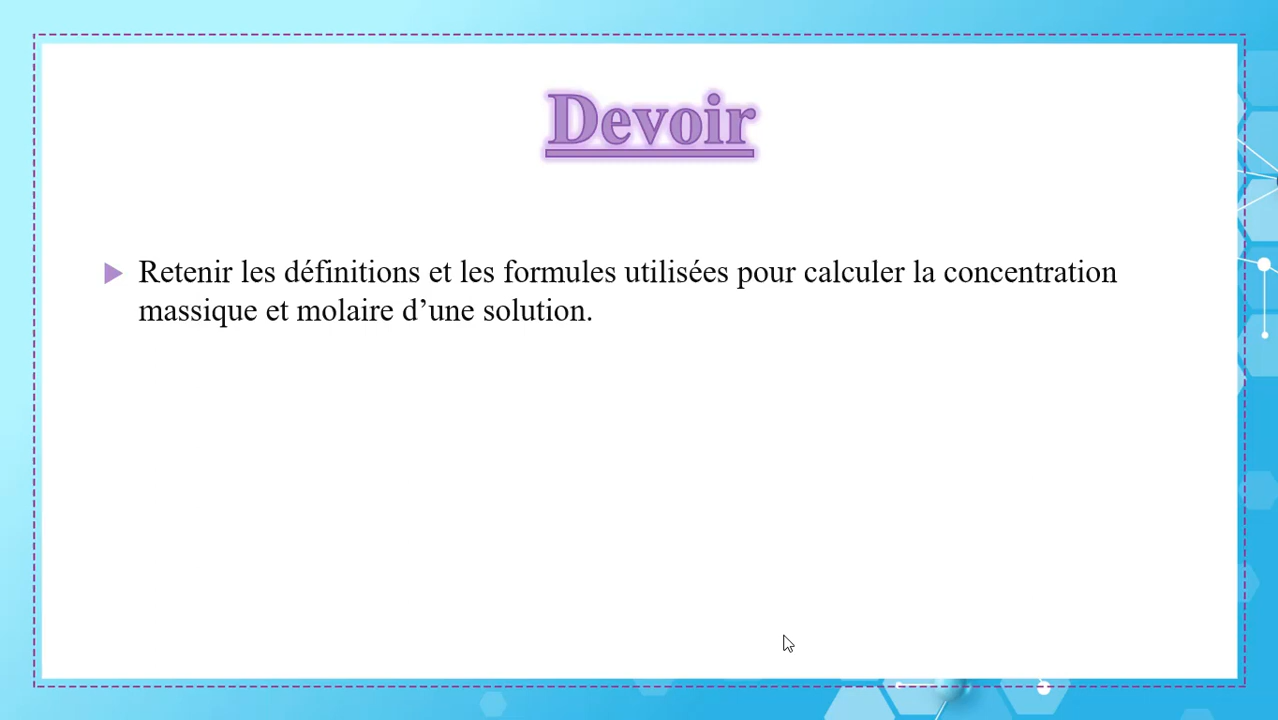 Devoir
Retenir les définitions et les formules utilisées pour calculer la concentration
massique et molaire d’une solution.